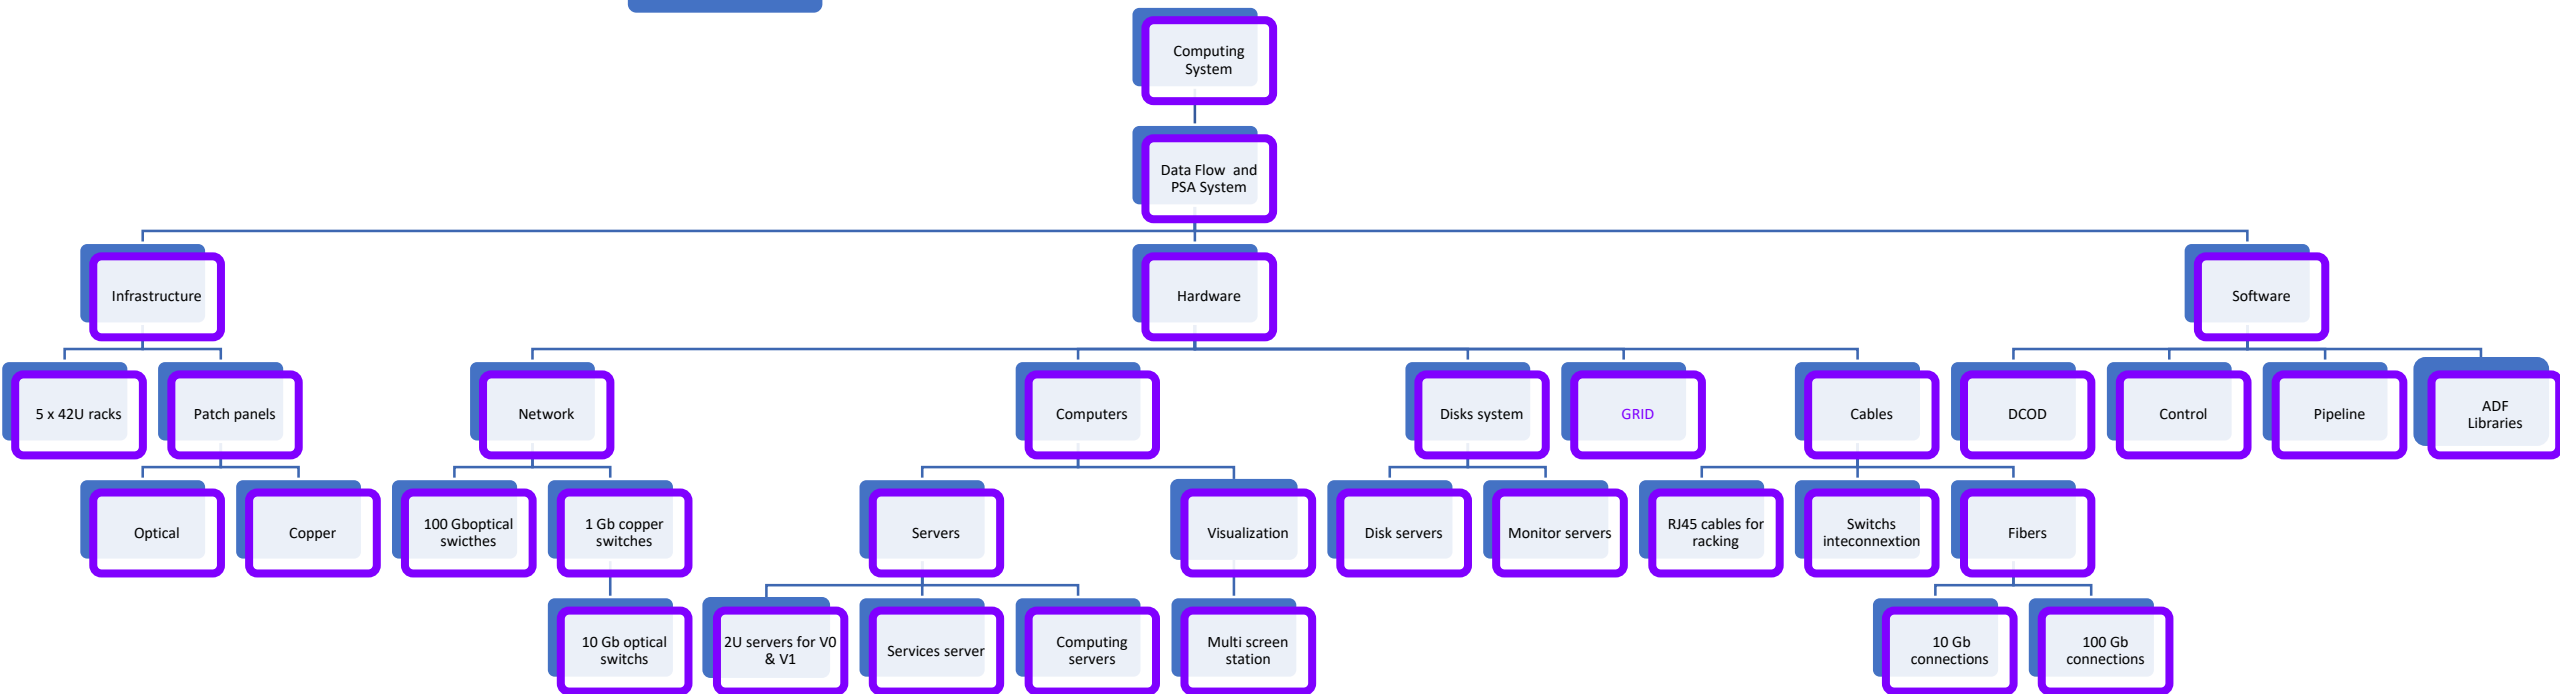 Computing
System
Data Flow and
PSA System
Infrastructure
Hardware
Software
5 x 42U racks
Patch panels
Network
Computers
Disks system
GRID
Cables
DCOD
Control
Pipeline
ADF
Libraries
Optical
Copper
100 Gboptical
swicthes
1 Gb copper
switches
Servers
Visualization
Disk servers
Monitor servers
RJ45 cables for
racking
Switchs
inteconnextion
Fibers
10 Gb optical
switchs
2U servers for V0
& V1
Services server
Computing
servers
Multi screen
station
10 Gb
connections
100 Gb
connections